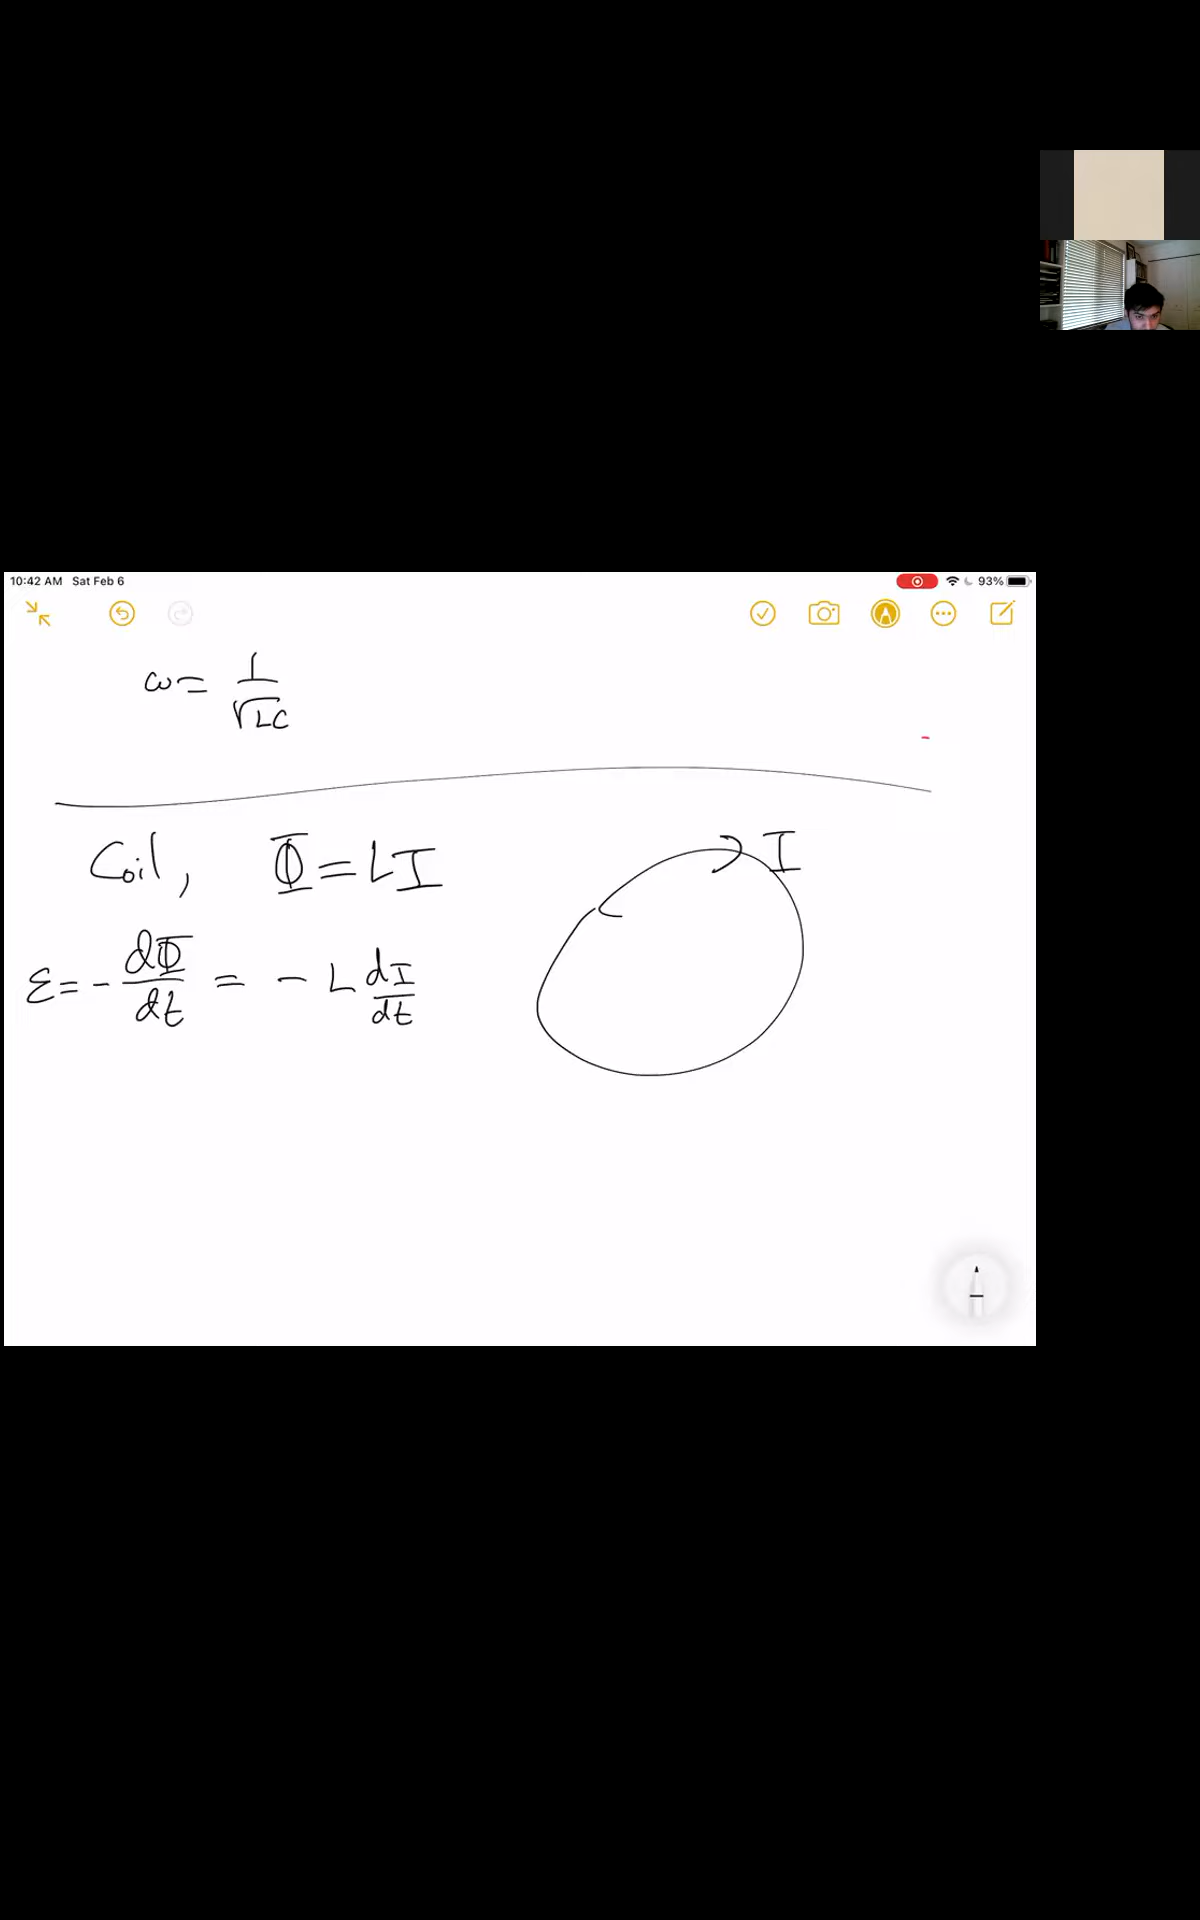 10:42 AM Sat Feb 6 93%
ω = 1/√LC
Coil, Φ = LI I
ε = - dΦ/dt = - L dI/dt